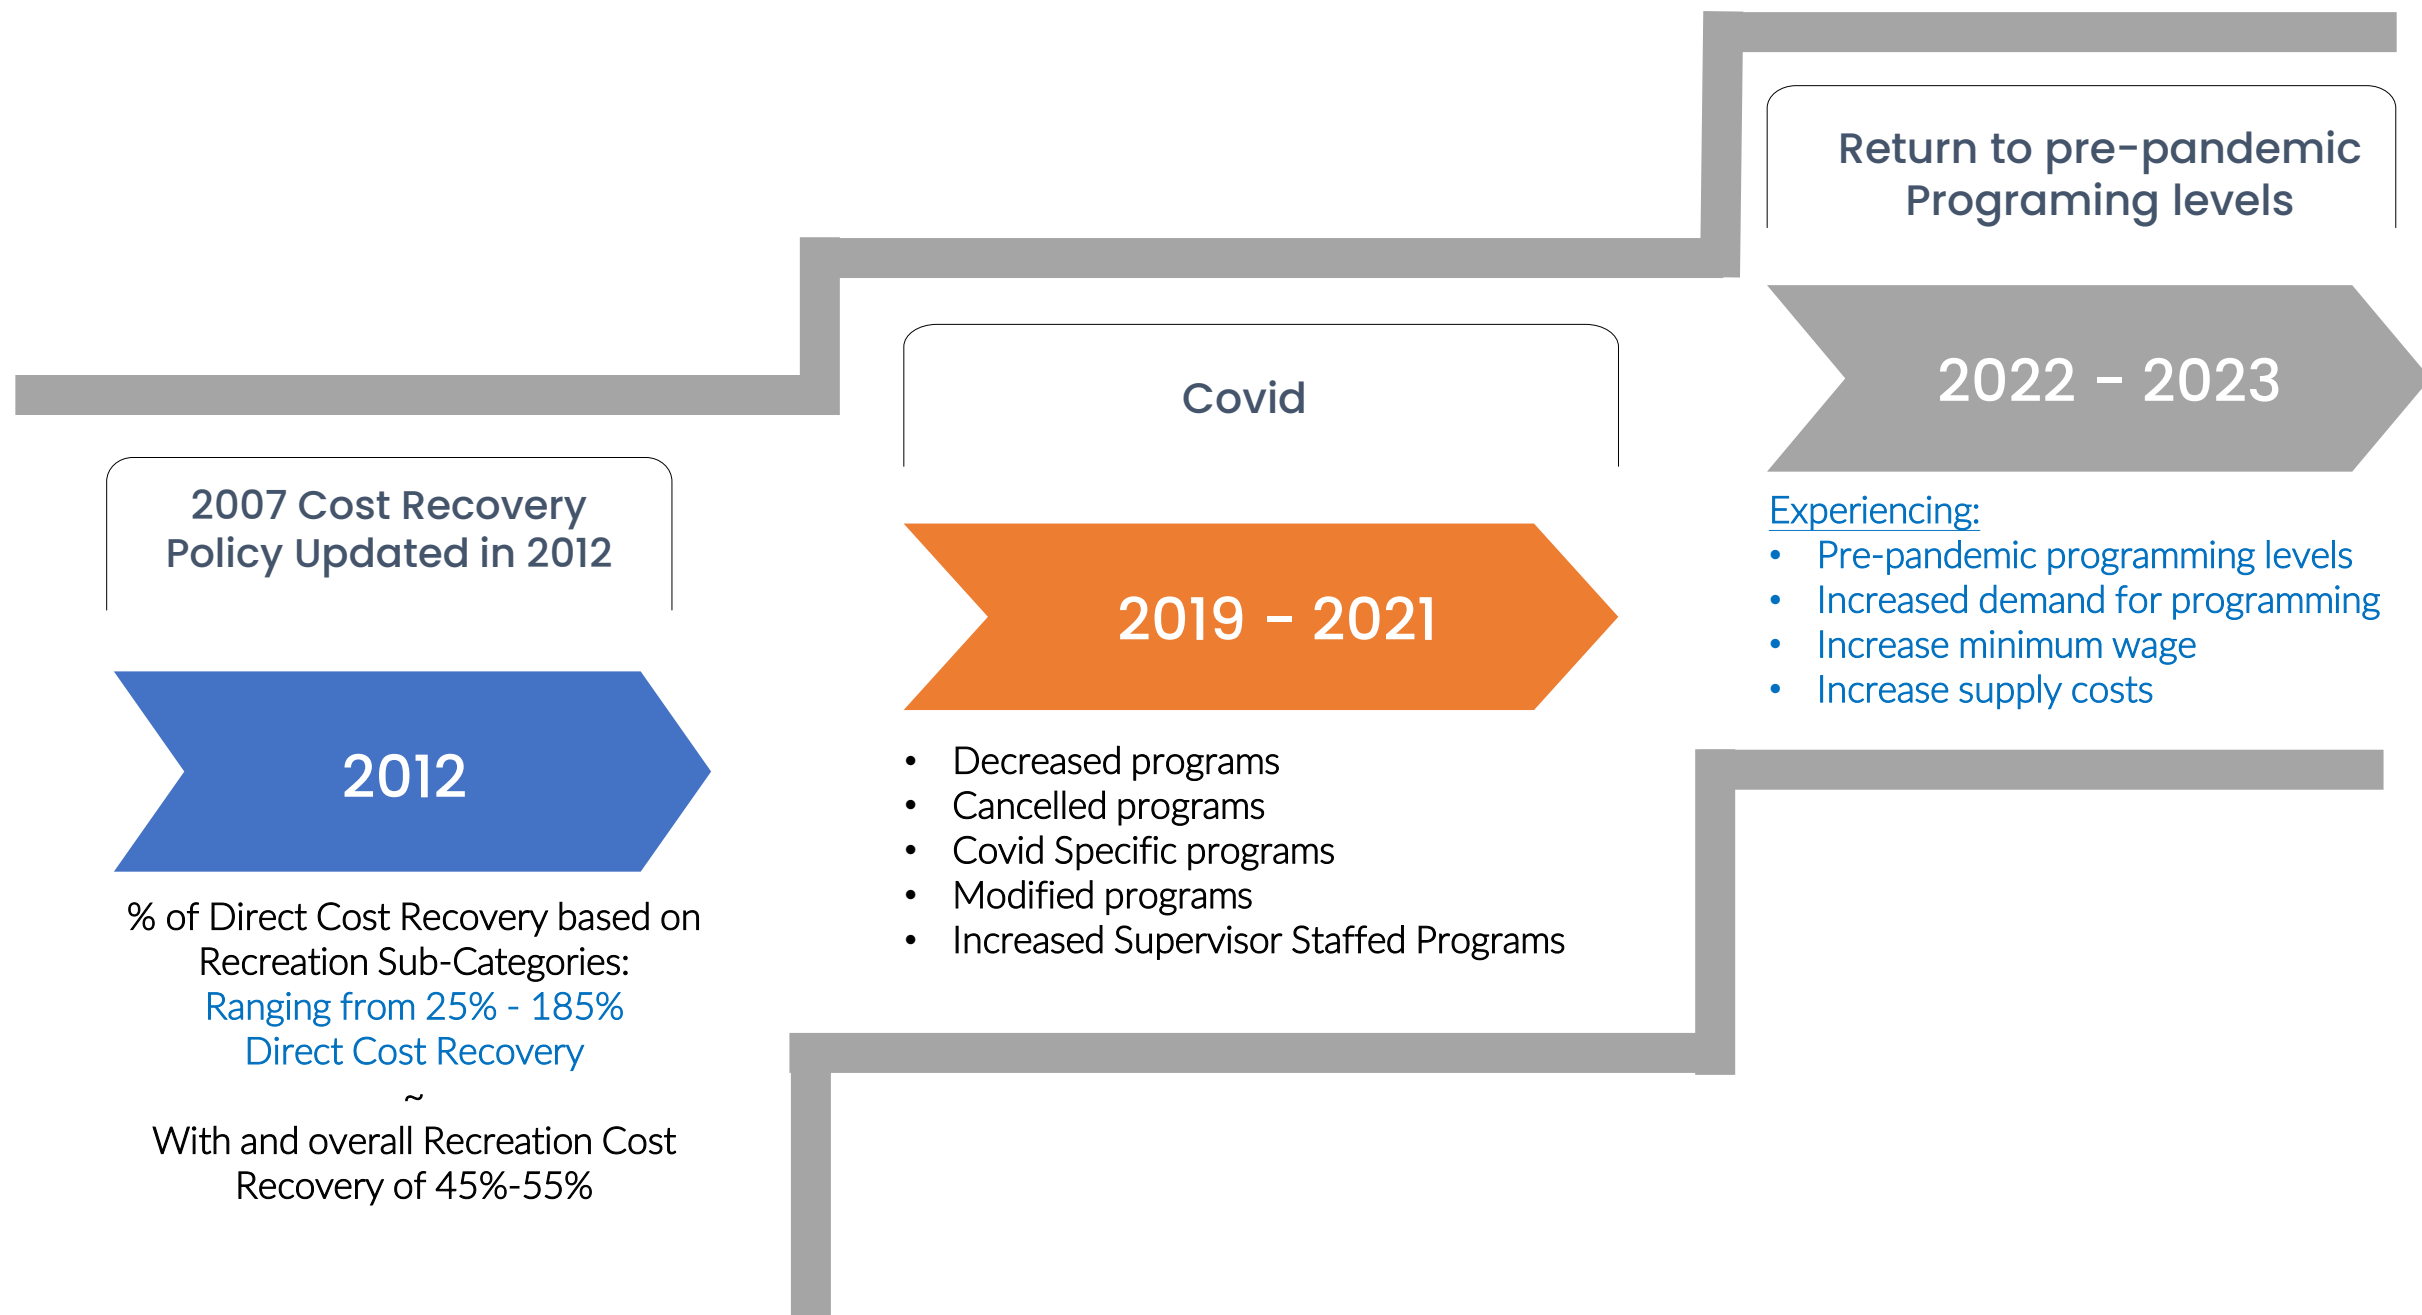 2007 Cost Recovery
Policy Updated in 2012
2012
% of Direct Cost Recovery based on
Recreation Sub-Categories:
Ranging from 25% - 185%
Direct Cost Recovery
~
With and overall Recreation Cost
Recovery of 45%-55%
Covid
2019 - 2021
• Decreased programs
• Cancelled programs
• Covid Specific programs
• Modified programs
• Increased Supervisor Staffed Programs
Return to pre-pandemic
Programing levels
2022 - 2023
Experiencing:
• Pre-pandemic programming levels
• Increased demand for programming
• Increase minimum wage
• Increase supply costs